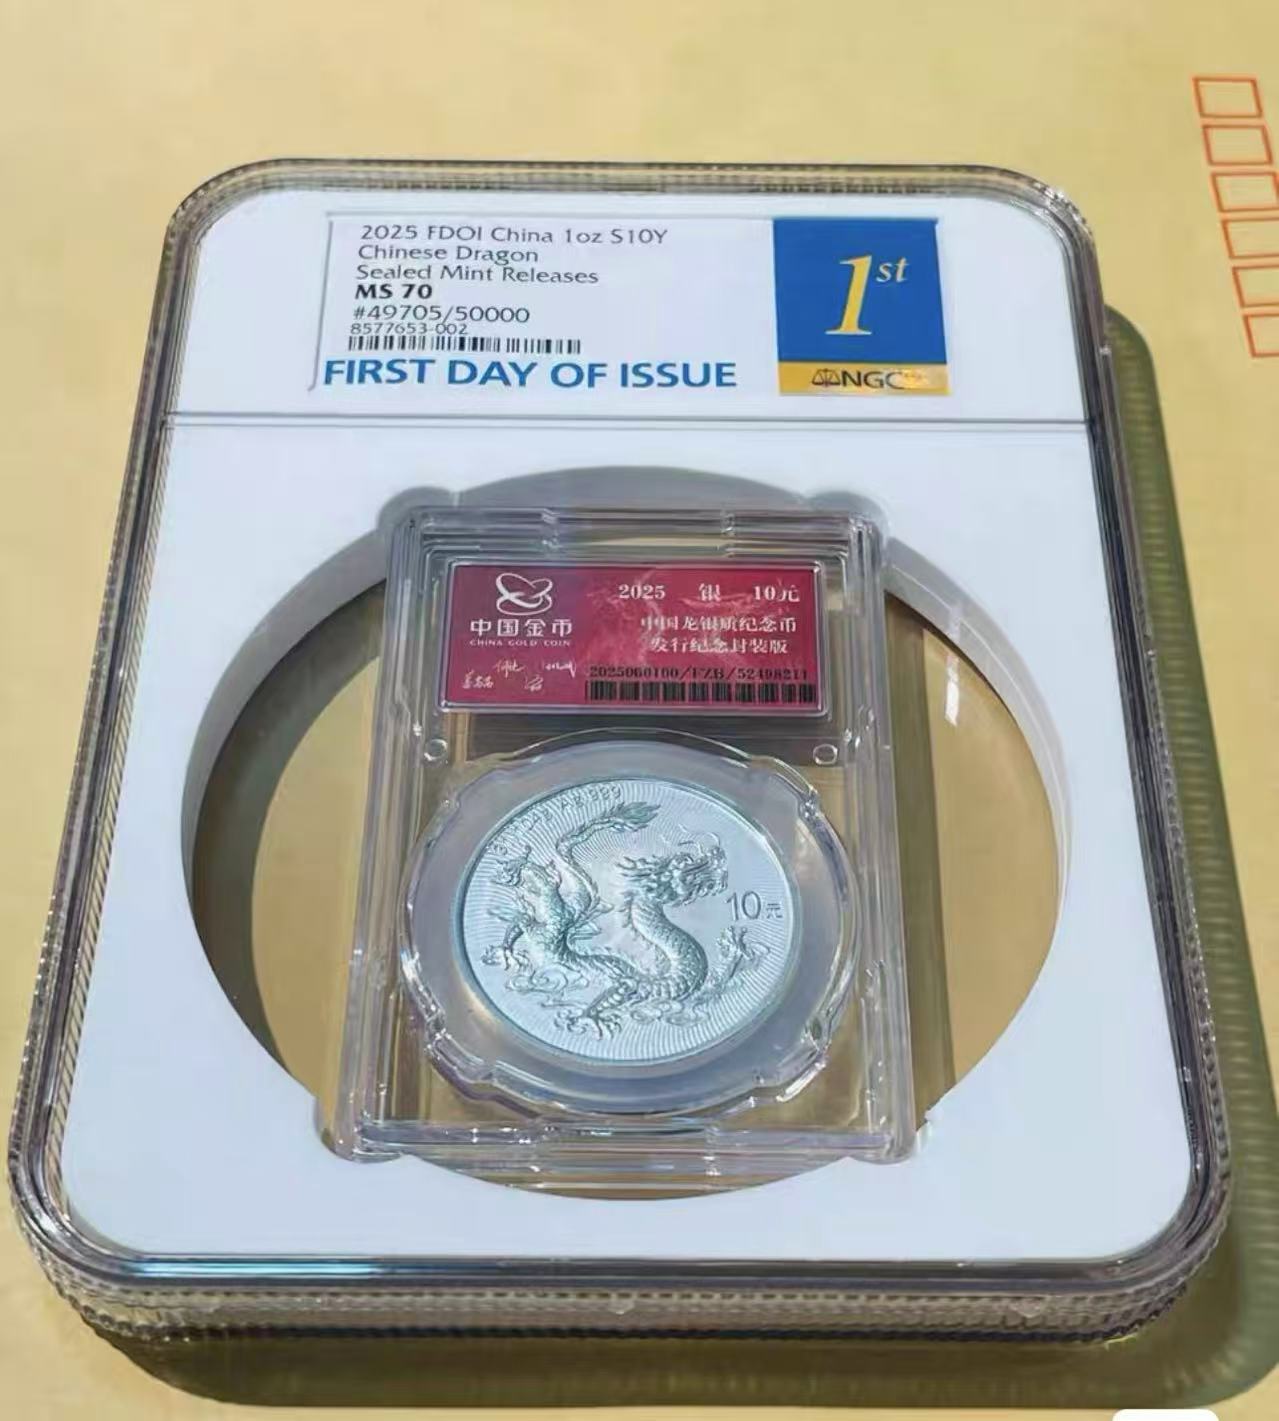 2025 FDOI China 1oz S10Y
Chinese Dragon
Sealed Mint Releases
MS 70
#49705/50000
8577653-002
FIRST DAY OF ISSUE
1st
NGC
中国金币
CHINA GOLD COIN
2025 银 10元
中国龙银质纪念币
发行纪念封装版
Ag 999
10元